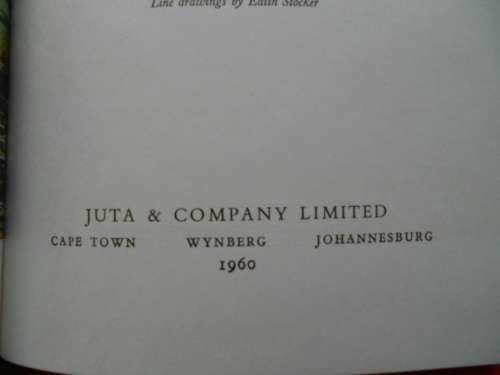 Line drawings by Edith Stocker
JUTA & COMPANY LIMITED
CAPE TOWN WYNBERG JOHANNESBURG
1960